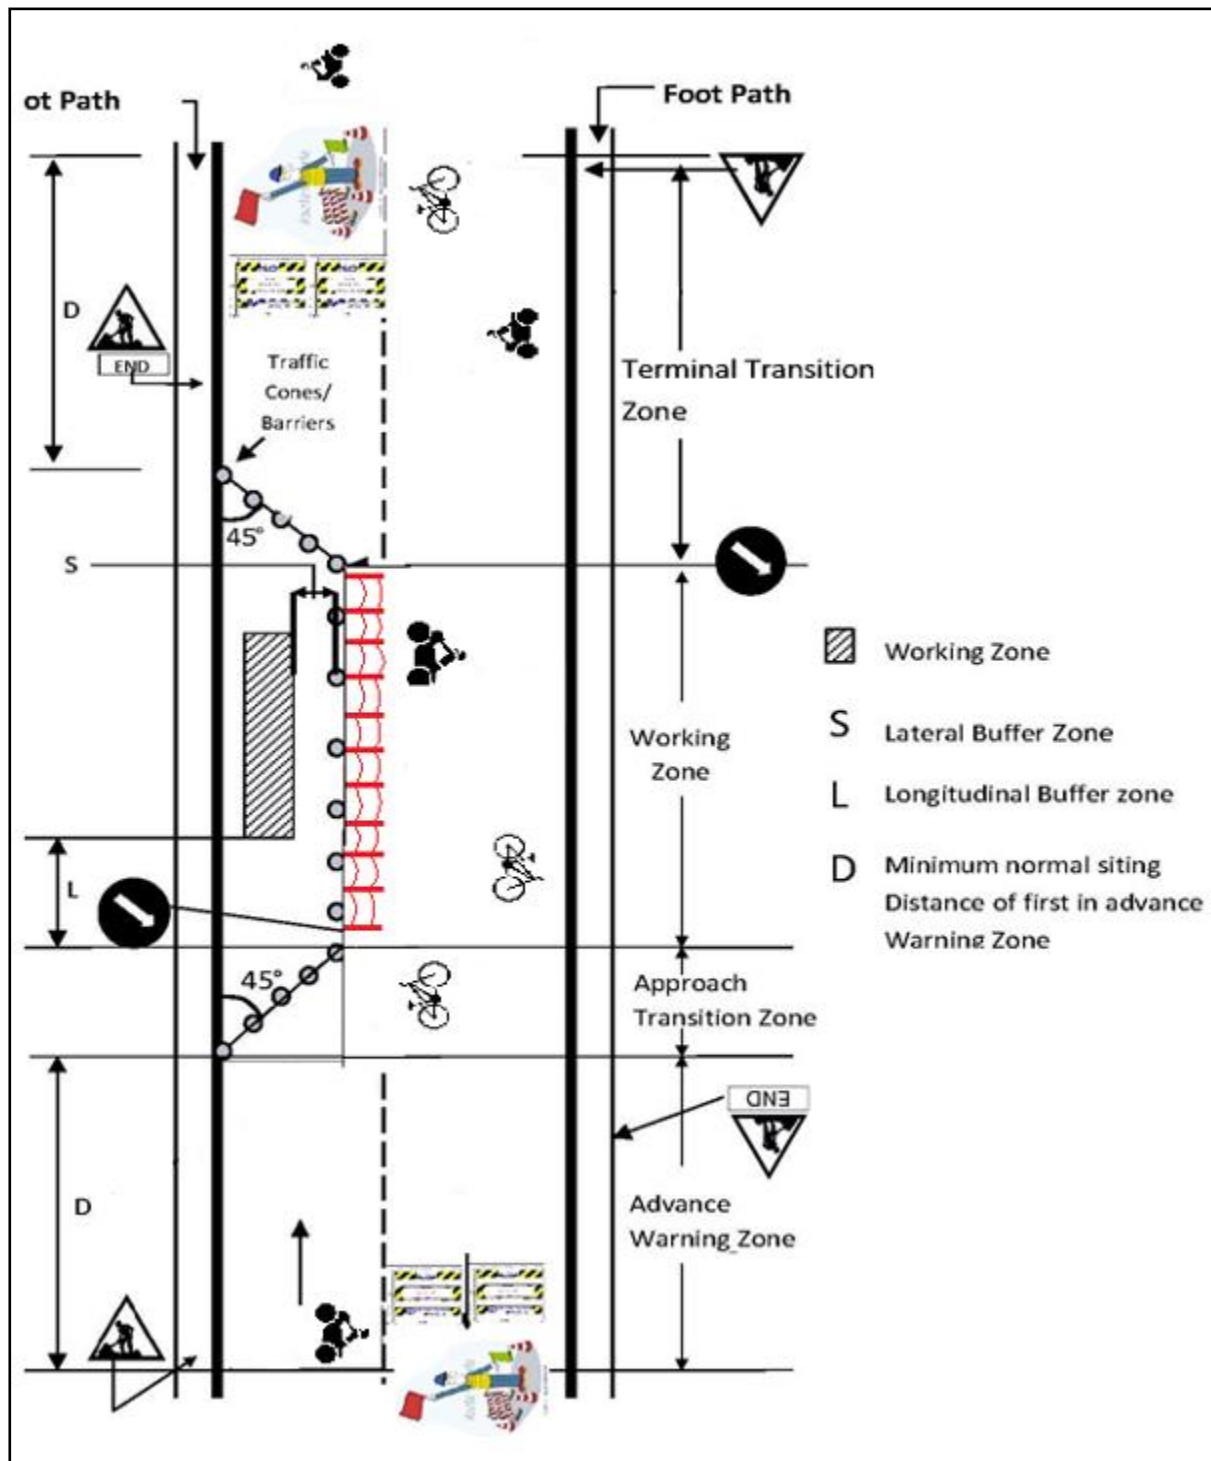 ot Path
Foot Path
D
END
Traffic
Cones/
Barriers
Terminal Transition
Zone
45°
S
Working Zone
S
Lateral Buffer Zone
Working
Zone
L
Longitudinal Buffer zone
D
Minimum normal siting
Distance of first in advance
Warning Zone
L
45°
Approach
Transition Zone
END
D
Advance
Warning Zone